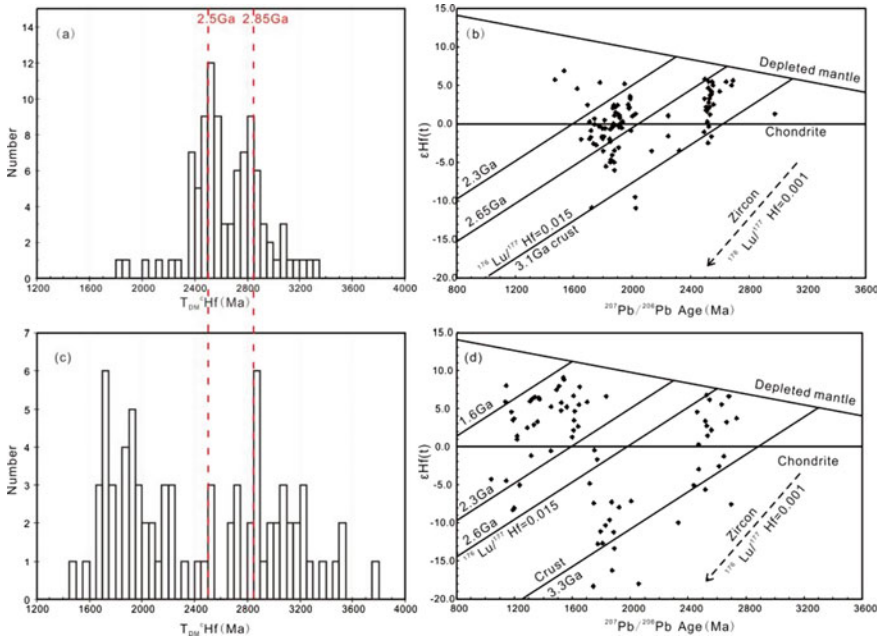 2.5Ga 2.85Ga
(a)
Number
14
12
10
8
6
4
2
0
1200 1600 2000 2400 2800 3200 3600 4000
T_DM^c Hf(Ma)
(b)
εHf(t)
15.0
10.0
5.0
0.0
-5.0
-10.0
-15.0
-20.0
Depleted mantle
Chondrite
2.3Ga
2.65Ga
¹⁷⁶Lu/¹⁷⁷Hf=0.015
3.1Ga crust
Zircon
¹⁷⁶Lu/¹⁷⁷Hf=0.001
800 1200 1600 2000 2400 2800 3200 3600
²⁰⁷Pb/²⁰⁶Pb Age(Ma)
(c)
Number
7
6
5
4
3
2
1
0
1200 1600 2000 2400 2800 3200 3600 4000
T_DM^c Hf(Ma)
(d)
εHf(t)
15.0
10.0
5.0
0.0
-5.0
-10.0
-15.0
-20.0
Depleted mantle
Chondrite
1.6Ga
2.3Ga
2.6Ga
¹⁷⁶Lu/¹⁷⁷Hf=0.015
Crust
3.3Ga
Zircon
¹⁷⁶Lu/¹⁷⁷Hf=0.001
800 1200 1600 2000 2400 2800 3200 3600
²⁰⁷Pb/²⁰⁶Pb Age(Ma)